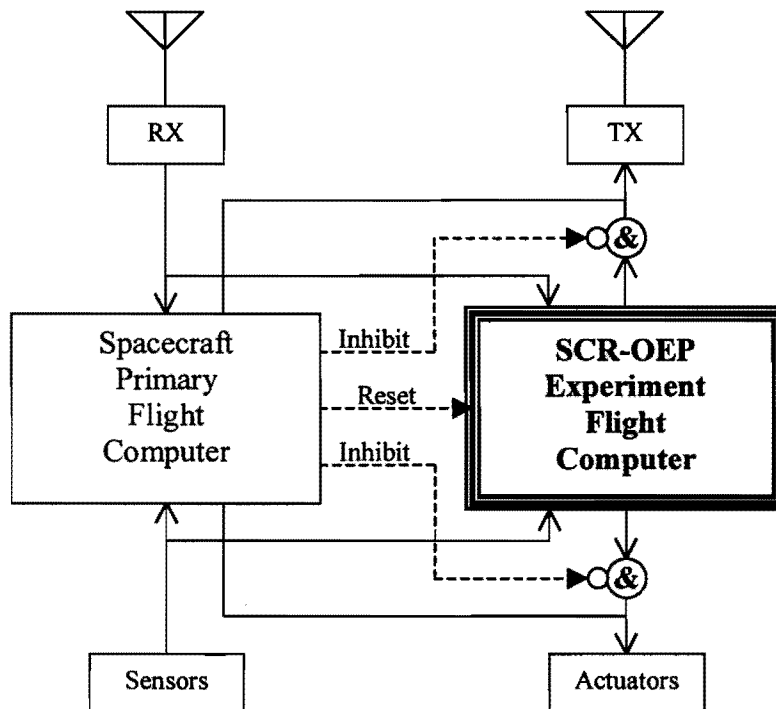 RX
TX
&
Spacecraft
Primary
Flight
Computer
Inhibit
Reset
Inhibit
SCR-OEP
Experiment
Flight
Computer
&
Sensors
Actuators